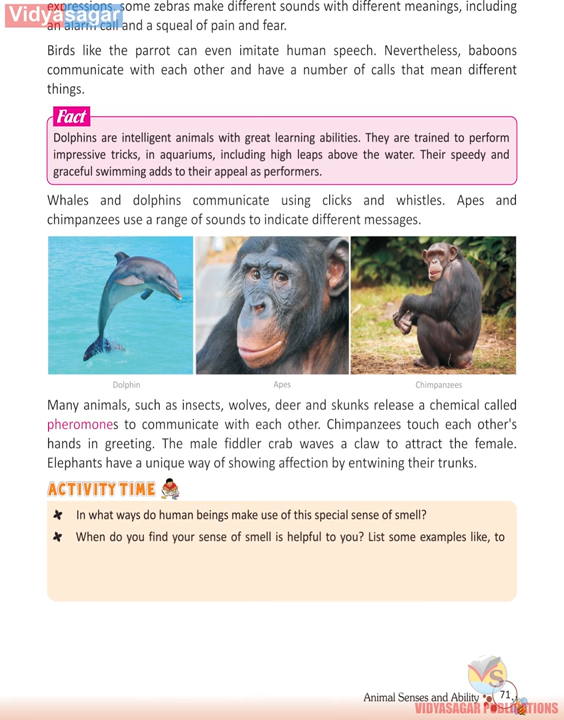 Vidyasagar
expressions, some zebras make different sounds with different meanings, including
an alarm call and a squeal of pain and fear.
Birds like the parrot can even imitate human speech. Nevertheless, baboons
communicate with each other and have a number of calls that mean different
things.
Fact
Dolphins are intelligent animals with great learning abilities. They are trained to perform
impressive tricks, in aquariums, including high leaps above the water. Their speedy and
graceful swimming adds to their appeal as performers.
Whales and dolphins communicate using clicks and whistles. Apes and
chimpanzees use a range of sounds to indicate different messages.
Dolphin
Apes
Chimpanzees
Many animals, such as insects, wolves, deer and skunks release a chemical called
pheromones to communicate with each other. Chimpanzees touch each other's
hands in greeting. The male fiddler crab waves a claw to attract the female.
Elephants have a unique way of showing affection by entwining their trunks.
ACTIVITY TIME
In what ways do human beings make use of this special sense of smell?
When do you find your sense of smell is helpful to you? List some examples like, to
VS
Animal Senses and Ability
71
VIDYASAGAR PUBLICATIONS